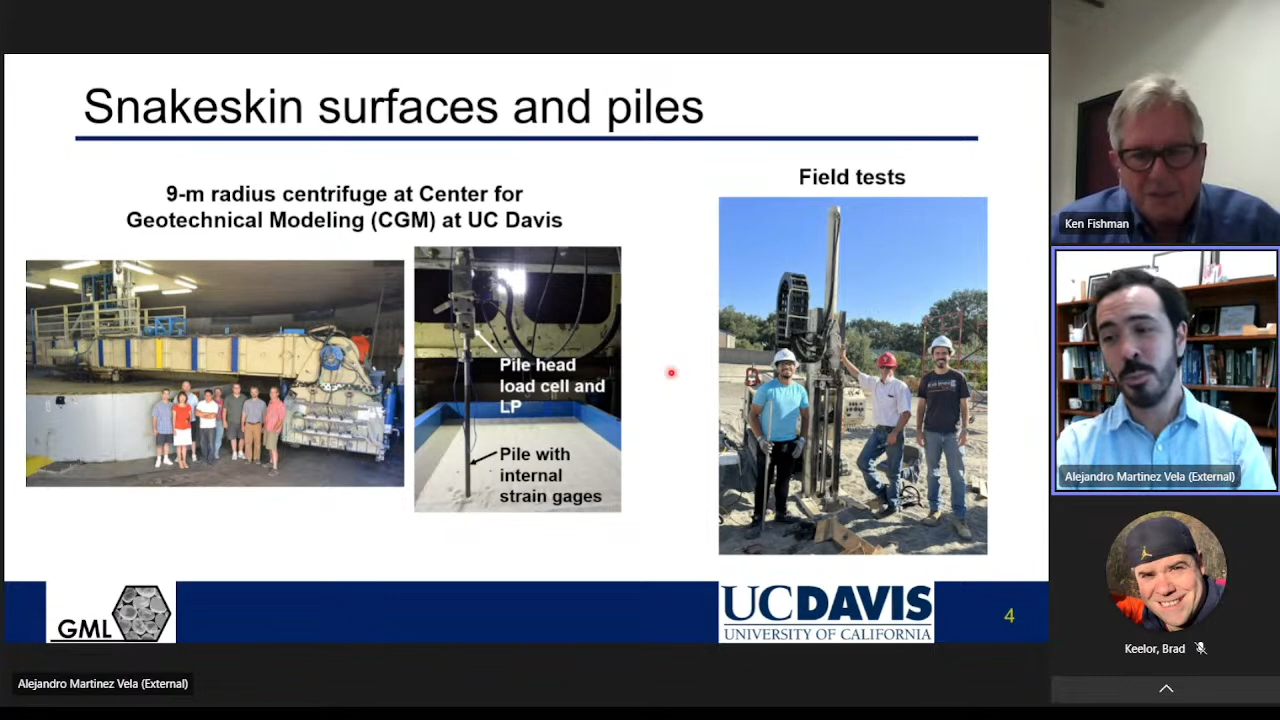 Snakeskin surfaces and piles
9-m radius centrifuge at Center for
Geotechnical Modeling (CGM) at UC Davis
Pile head
load cell and
LP
Pile with
internal
strain gages
Field tests
GML
UCDAVIS
UNIVERSITY OF CALIFORNIA
4
Alejandro Martinez Vela (External)
Ken Fishman
Alejandro Martinez Vela (External)
Keelor, Brad